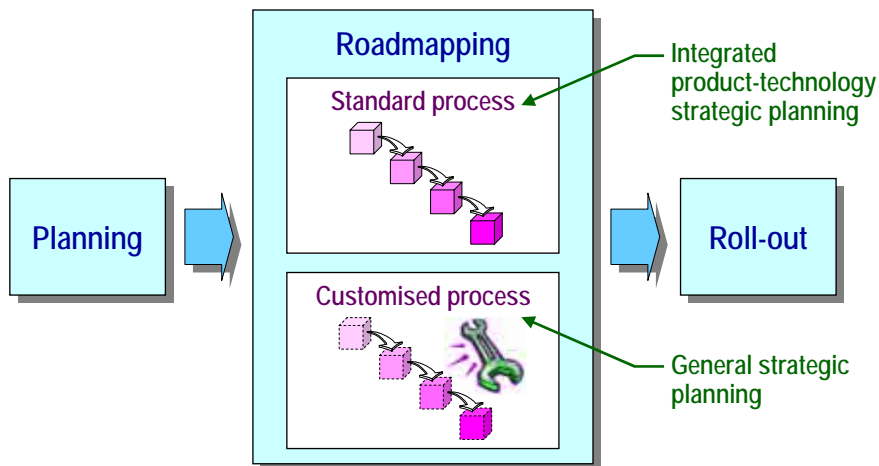 Planning
Roadmapping
Standard process
Customised process
Integrated
product-technology
strategic planning
General strategic
planning
Roll-out